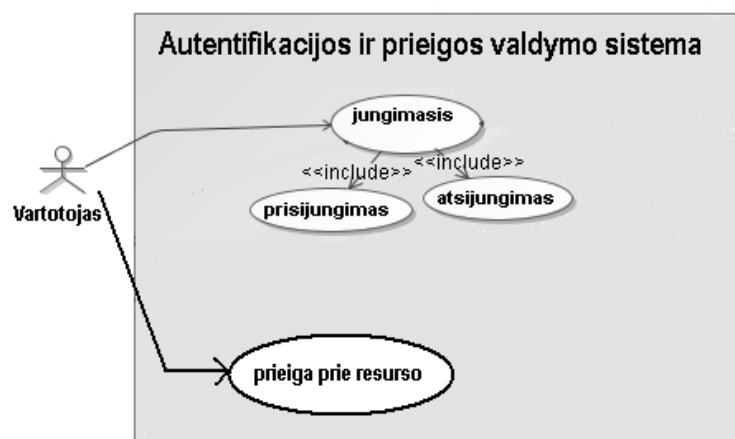 Autentifikacijos ir prieigos valdymo sistema
jungimasis
<<include>>
<<include>>
prisijungimas
atsijungimas
Vartotojas
prieiga prie resurso